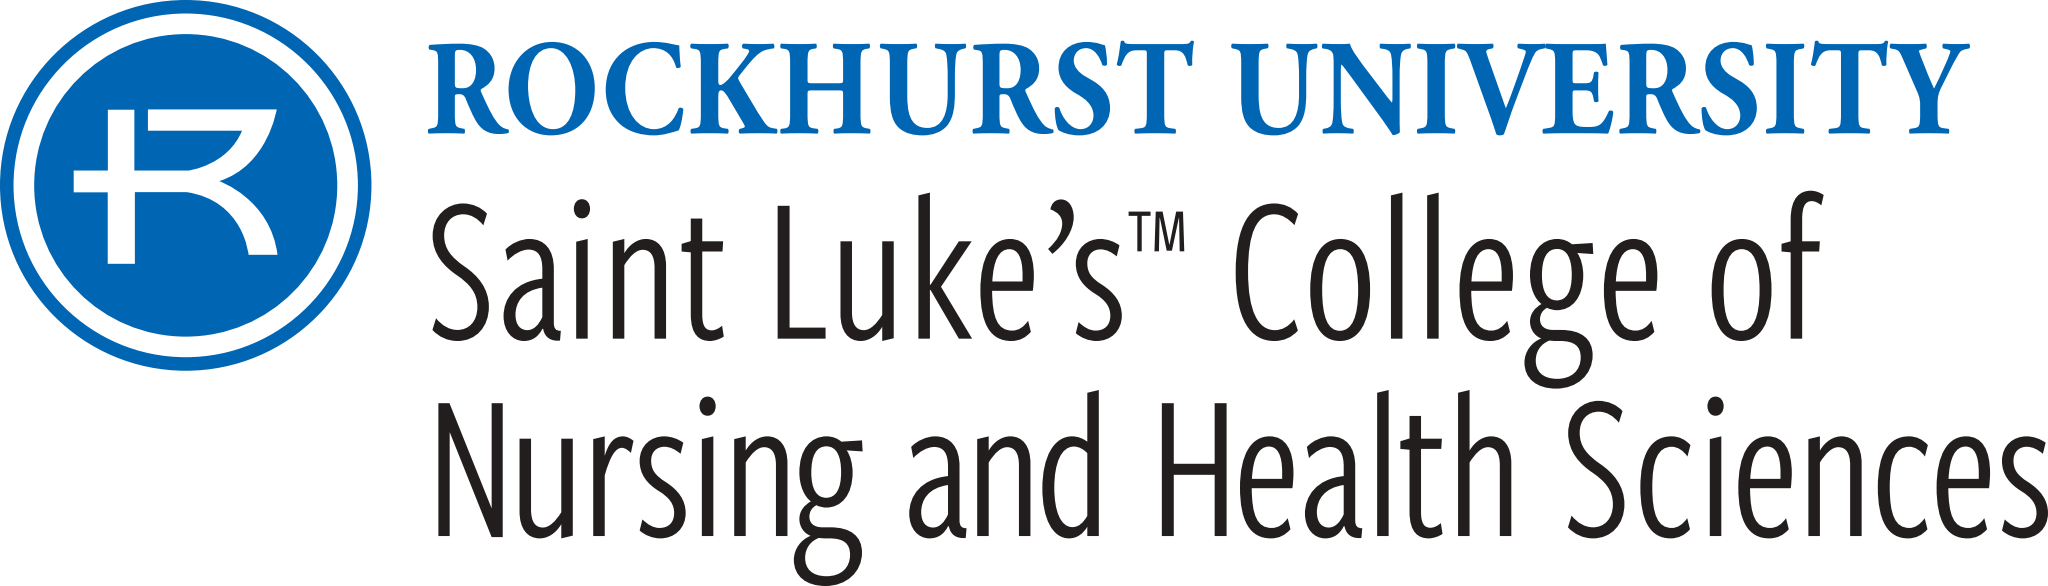 R
ROCKHURST UNIVERSITY
Saint Luke’s™ College of
Nursing and Health Sciences